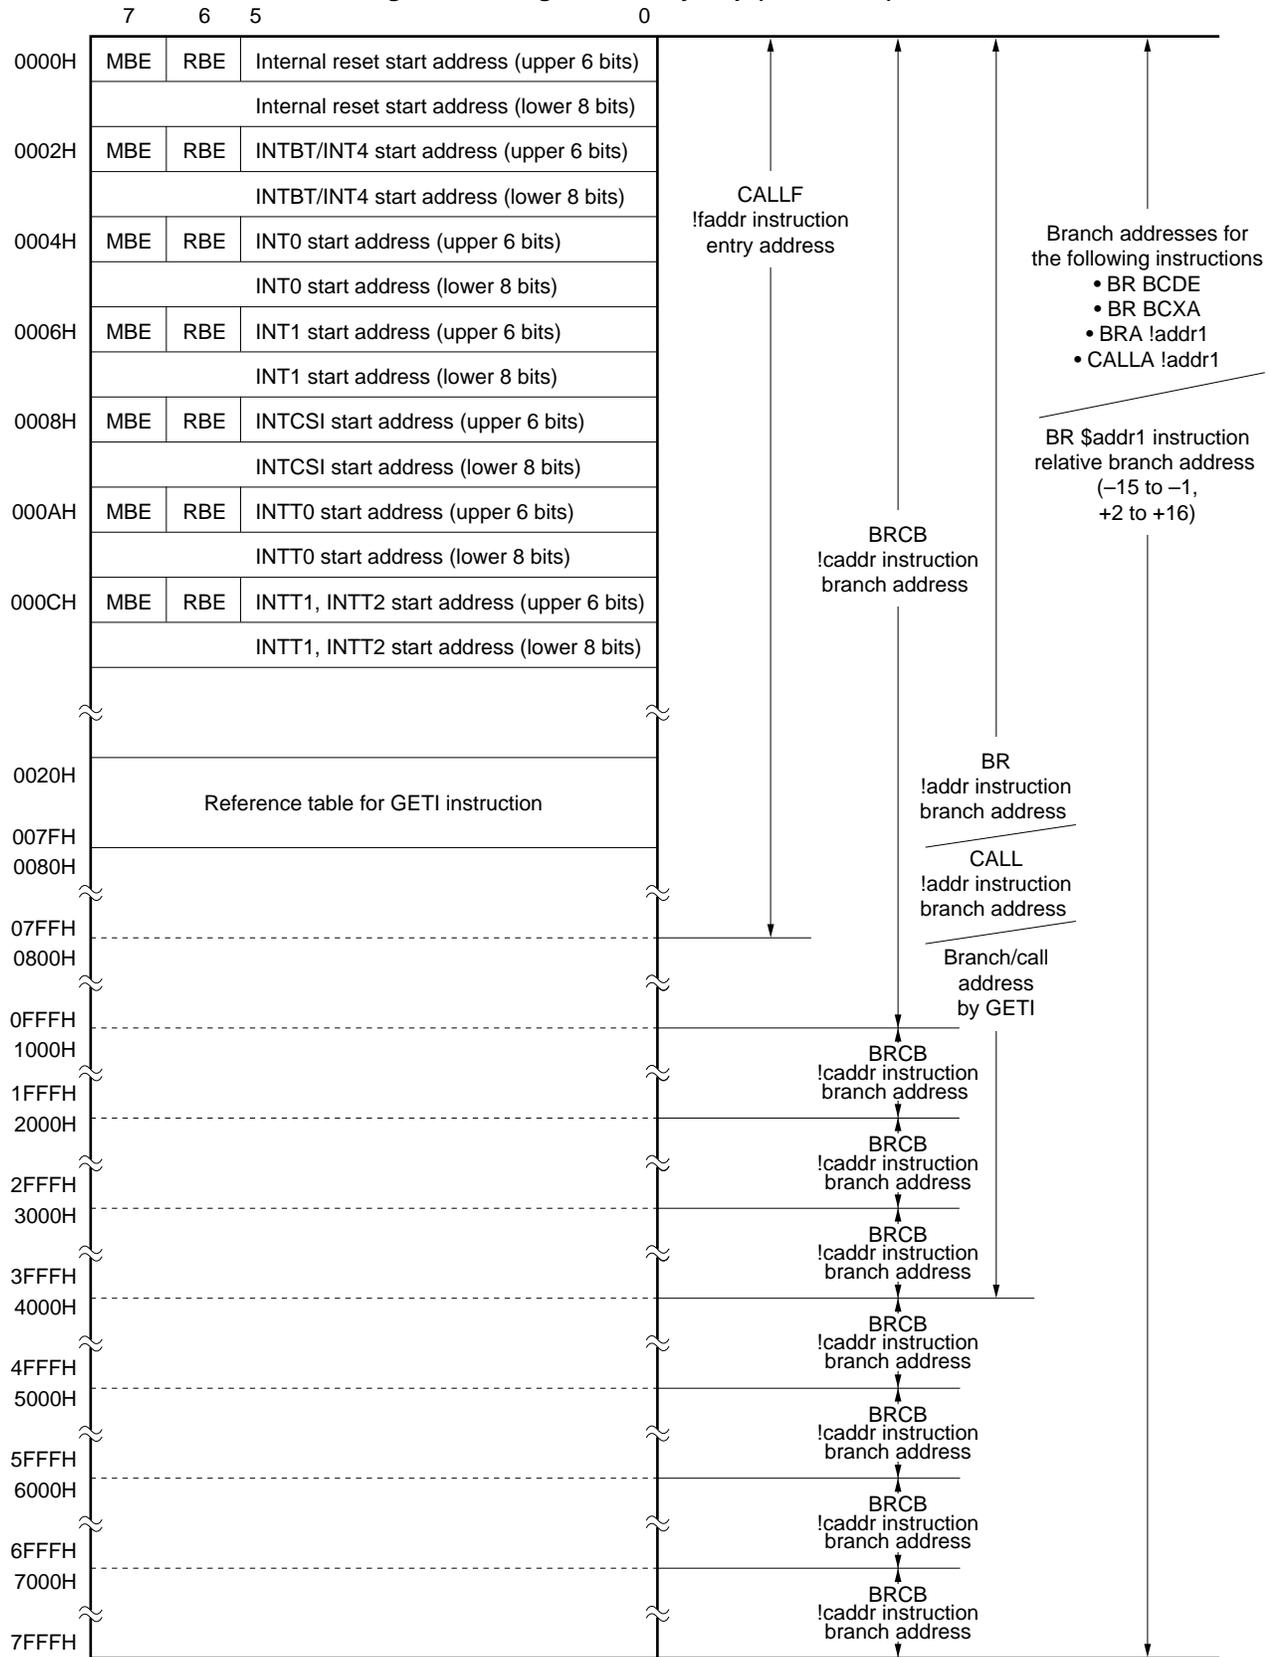 7 6 5 0
0000H MBE RBE Internal reset start address (upper 6 bits)
Internal reset start address (lower 8 bits)
0002H MBE RBE INTBT/INT4 start address (upper 6 bits)
INTBT/INT4 start address (lower 8 bits)
0004H MBE RBE INT0 start address (upper 6 bits)
INT0 start address (lower 8 bits)
0006H MBE RBE INT1 start address (upper 6 bits)
INT1 start address (lower 8 bits)
0008H MBE RBE INTCSI start address (upper 6 bits)
INTCSI start address (lower 8 bits)
000AH MBE RBE INTT0 start address (upper 6 bits)
INTT0 start address (lower 8 bits)
000CH MBE RBE INTT1, INTT2 start address (upper 6 bits)
INTT1, INTT2 start address (lower 8 bits)
0020H
Reference table for GETI instruction
007FH
0080H
07FFH
0800H
0FFFH
1000H
1FFFH
2000H
2FFFH
3000H
3FFFH
4000H
4FFFH
5000H
5FFFH
6000H
6FFFH
7000H
7FFFH
CALLF
!faddr instruction
entry address
BRCB
!caddr instruction
branch address
BRCB
!caddr instruction
branch address
BRCB
!caddr instruction
branch address
BRCB
!caddr instruction
branch address
BRCB
!caddr instruction
branch address
BRCB
!caddr instruction
branch address
BRCB
!caddr instruction
branch address
BRCB
!caddr instruction
branch address
BR
!addr instruction
branch address
CALL
!addr instruction
branch address
Branch/call
address
by GETI
Branch addresses for
the following instructions
• BR BCDE
• BR BCXA
• BRA !addr1
• CALLA !addr1
BR $addr1 instruction
relative branch address
(–15 to –1,
+2 to +16)